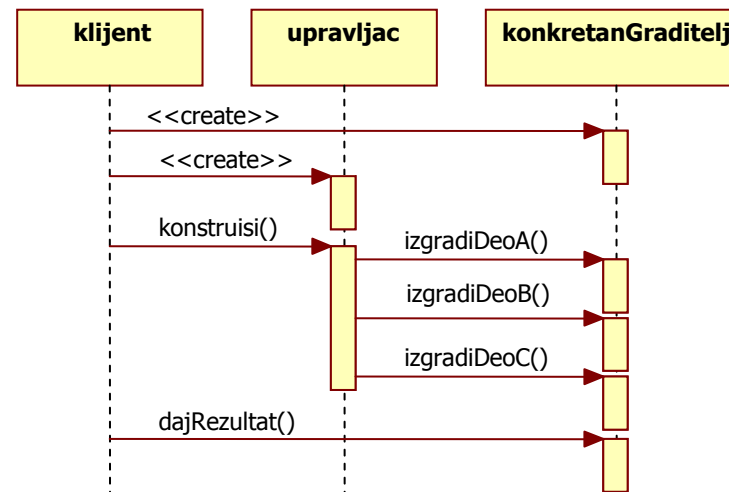 klijent
upravljac
konkretanGraditelj
<<create>>
<<create>>
konstruisi()
izgradiDeoA()
izgradiDeoB()
izgradiDeoC()
dajRezultat()